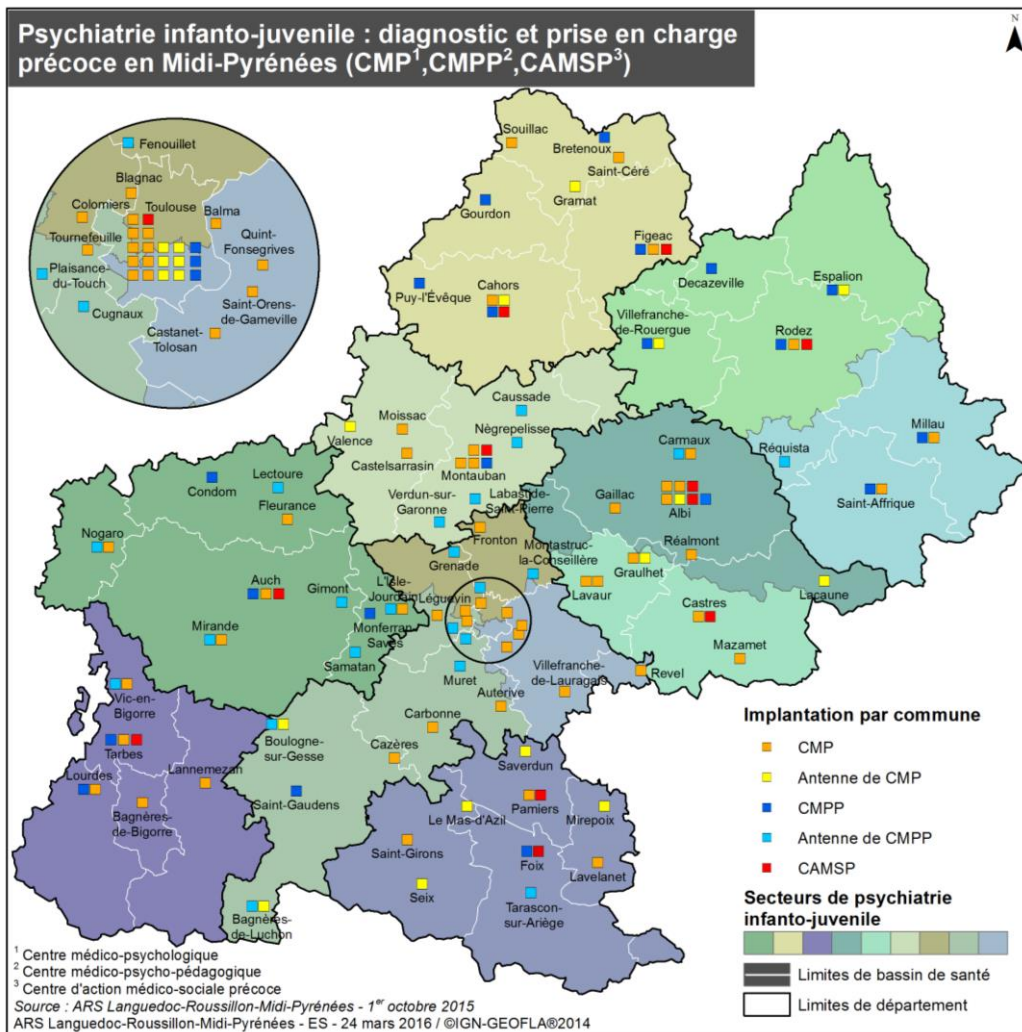 Psychiatrie infanto-juvenile : diagnostic et prise en charge
précoce en Midi-Pyrénées (CMP¹,CMPP²,CAMSP³)
N
Fenouillet
Blagnac
Colomiers
Toulouse
Balma
Tournefeuille
Quint-
Fonsegrives
Plaisance-
du-Touch
Cugnaux
Saint-Orens-
de-Gameville
Castanet-
Tolosan
Souillac
Bretenoux
Saint-Céré
Gramat
Gourdon
Figeac
Puy-l'Évêque
Cahors
Decazeville
Espalion
Villefranche-
de-Rouergue
Rodez
Moissac
Caussade
Valence
Nègrepelisse
Castelsarrasin
Montauban
Verdun-sur-
Garonne
Labastide-
Saint-Pierre
Carmaux
Réquista
Millau
Saint-Affrique
Gaillac
Albi
Réalmont
Lectoure
Condom
Fleurance
Nogaro
Fronton
Grenade
Montastruc-
la-Conseillère
Graulhet
Lavaur
Lacaune
Auch
Gimont
L'Isle-
Jourdain
Léguevin
Castres
Mirande
Monferran-
Savès
Samatan
Mazamet
Muret
Villefranche-
de-Lauragais
Revel
Auterive
Vic-en-
Bigorre
Boulogne-
sur-Gesse
Carbonne
Cazères
Tarbes
Lannemezan
Lourdes
Saint-Gaudens
Bagnères-
de-Bigorre
Saverdun
Pamiers
Le Mas-d'Azil
Mirepoix
Saint-Girons
Foix
Lavelanet
Seix
Tarascon-
sur-Ariège
Bagnères-
de-Luchon
Implantation par commune
CMP
Antenne de CMP
CMPP
Antenne de CMPP
CAMSP
Secteurs de psychiatrie
infanto-juvenile
Limites de bassin de santé
Limites de département
¹ Centre médico-psychologique
² Centre médico-psycho-pédagogique
³ Centre d'action médico-sociale précoce
Source : ARS Languedoc-Roussillon-Midi-Pyrénées - 1er octobre 2015
ARS Languedoc-Roussillon-Midi-Pyrénées - ES - 24 mars 2016 / ©IGN-GEOFLA®2014